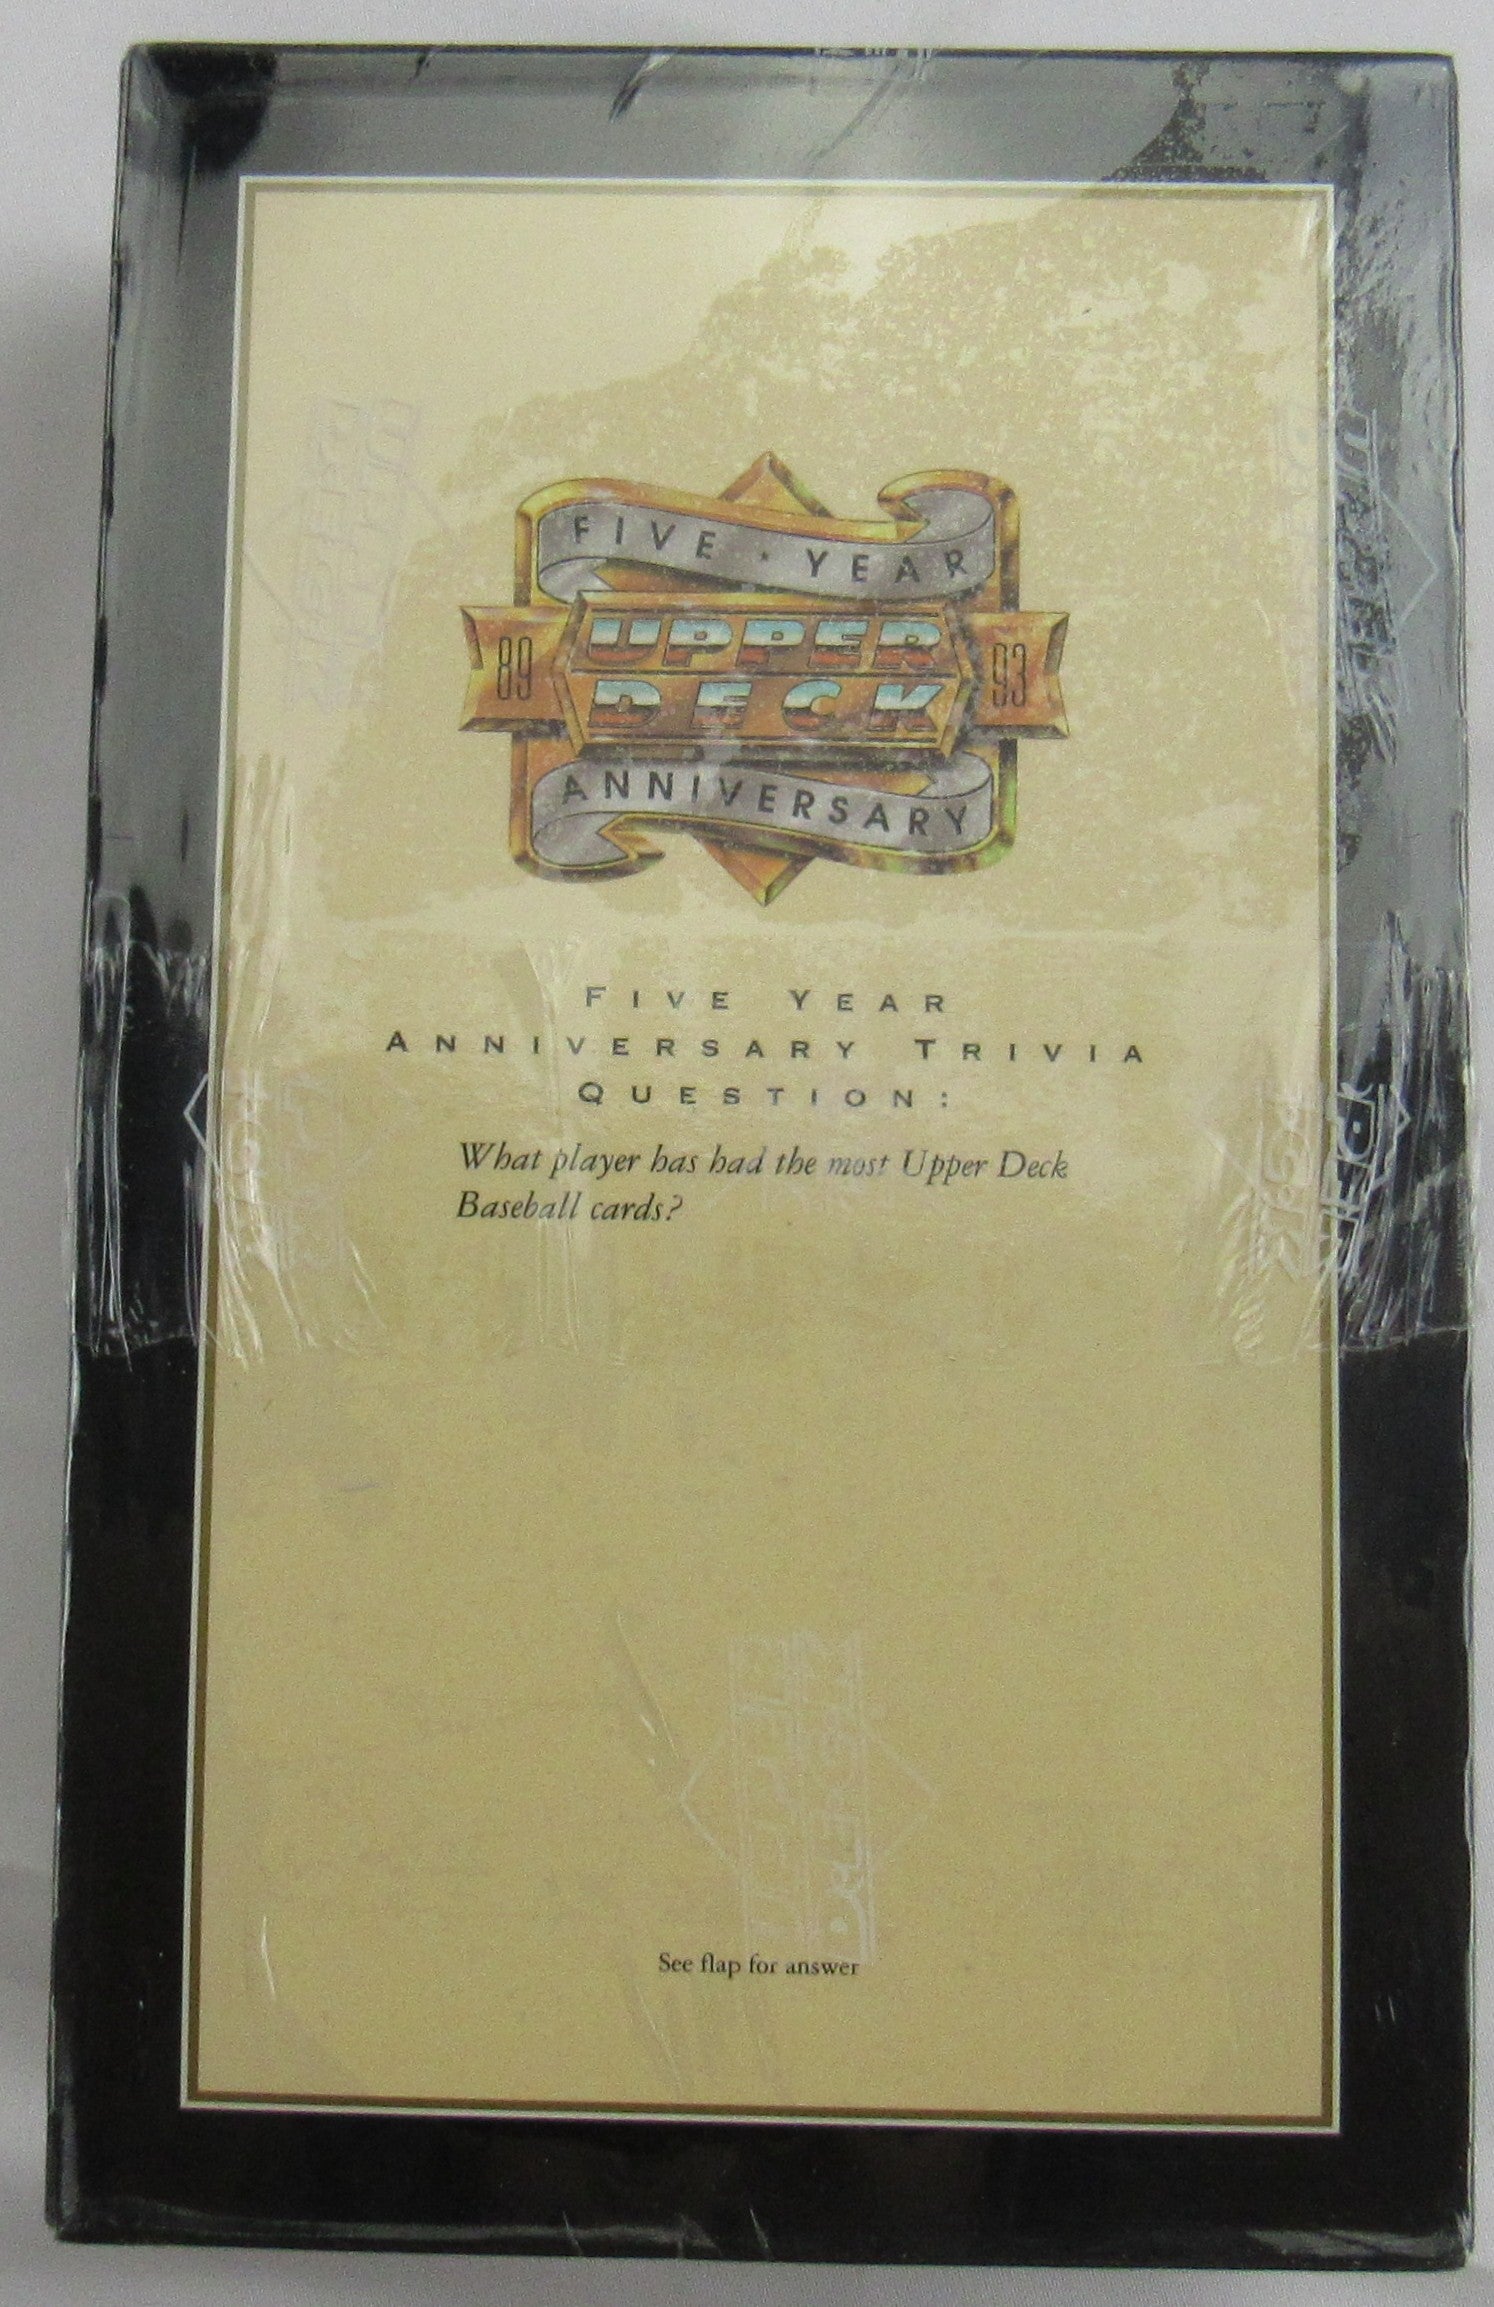 FIVE • YEAR
89 UPPER 93
DECK
ANNIVERSARY
FIVE YEAR
ANNIVERSARY TRIVIA
QUESTION:
What player has had the most Upper Deck
Baseball cards?
See flap for answer